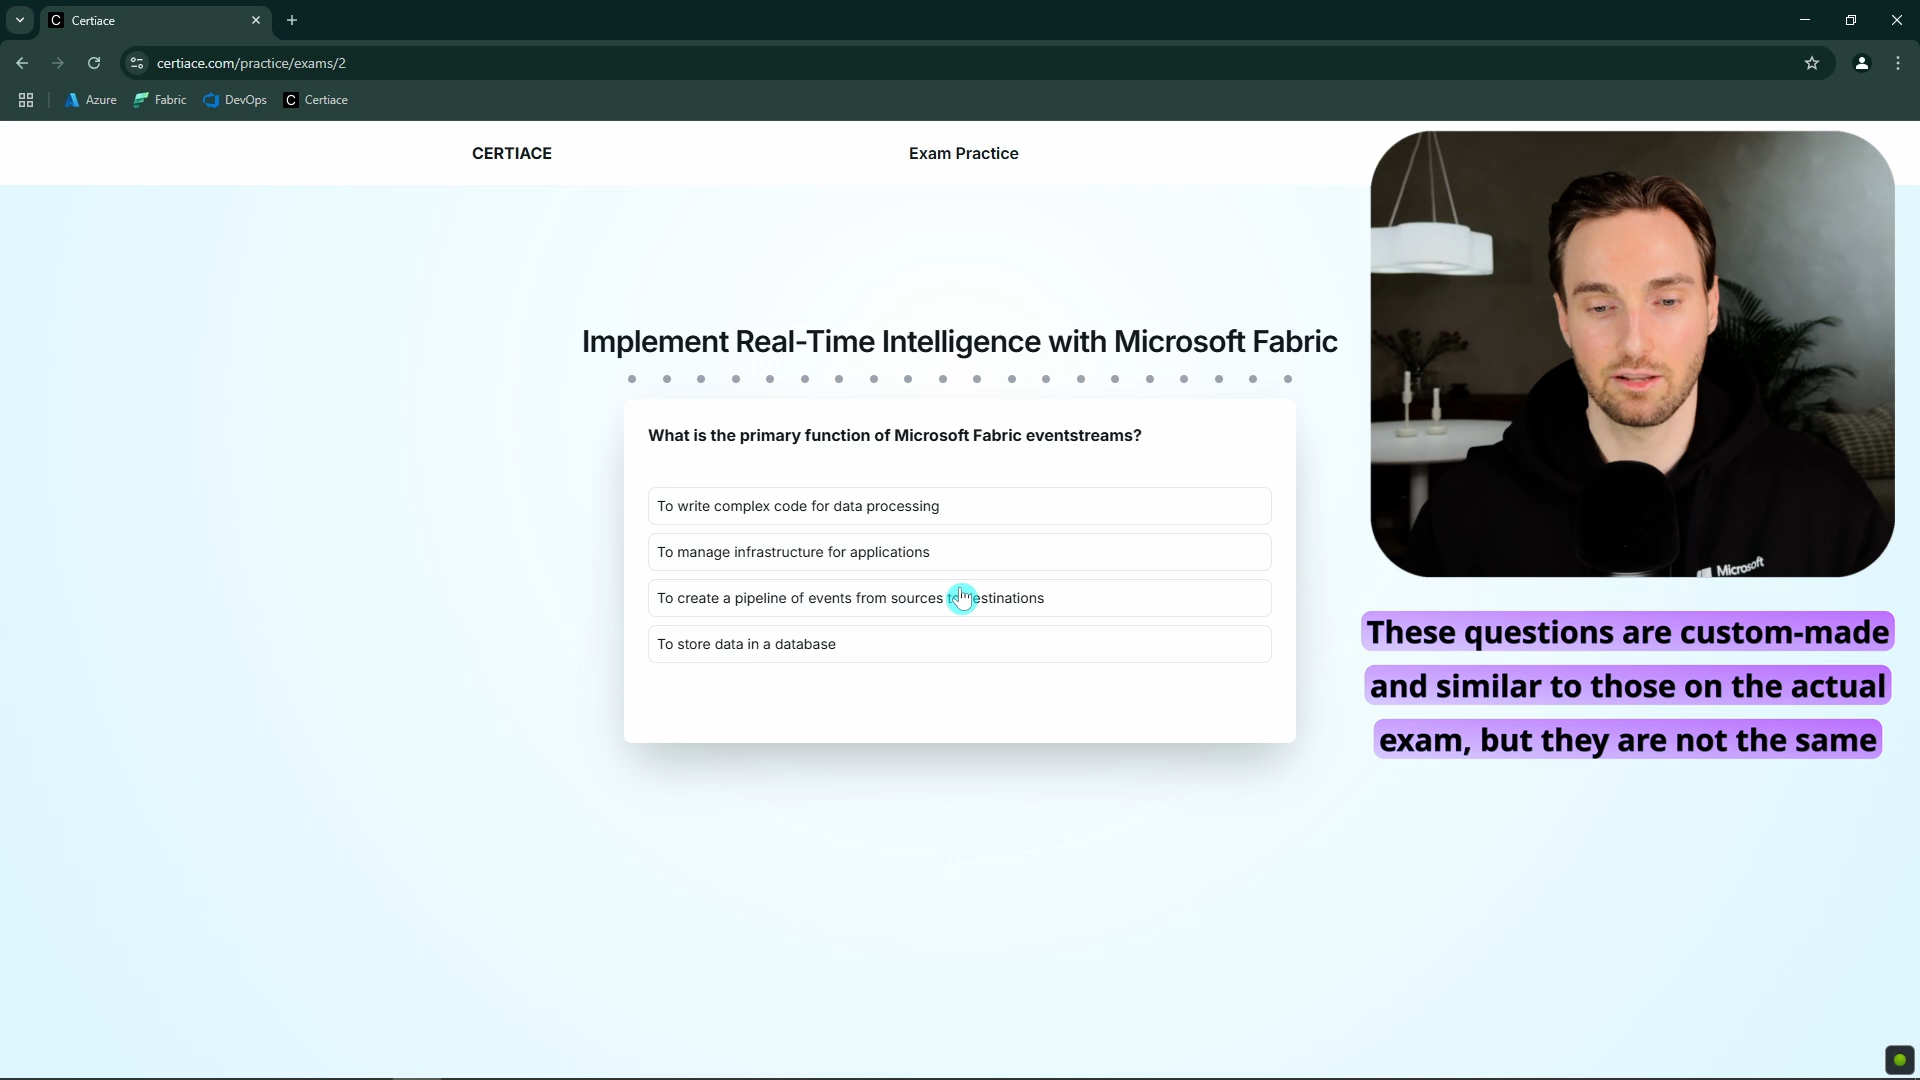 C Certiace
certiace.com/practice/exams/2
Azure Fabric DevOps C Certiace
CERTIACE
Exam Practice
Implement Real-Time Intelligence with Microsoft Fabric
What is the primary function of Microsoft Fabric eventstreams?
To write complex code for data processing
To manage infrastructure for applications
To create a pipeline of events from sources to destinations
To store data in a database
Microsoft
These questions are custom-made
and similar to those on the actual
exam, but they are not the same